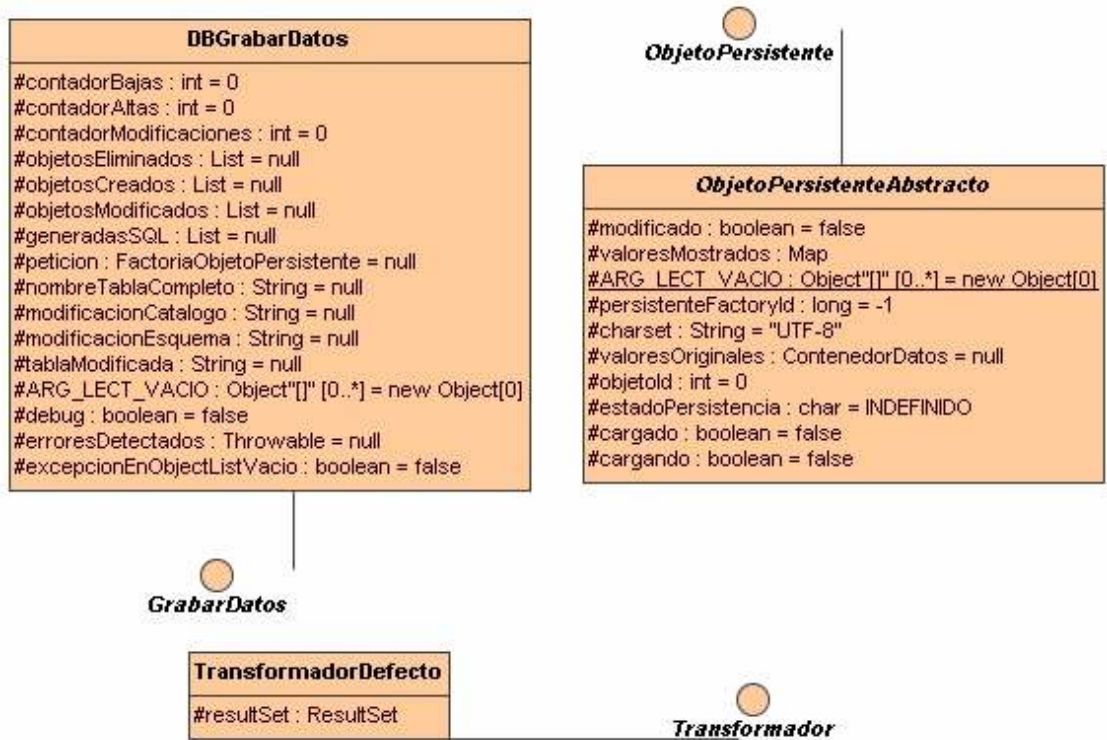 DBGrabarDatos
#contadorBajas : int = 0
#contadorAltas : int = 0
#contadorModificaciones : int = 0
#objetosEliminados : List = null
#objetosCreados : List = null
#objetosModificados : List = null
#generadasSQL : List = null
#peticion : FactoriaObjetoPersistente = null
#nombreTablaCompleto : String = null
#modificacionCatalogo : String = null
#modificacionEsquema : String = null
#tablaModificada : String = null
#ARG_LECT_VACIO : Object"[]" [0..*] = new Object[0]
#debug : boolean = false
#erroresDetectados : Throwable = null
#excepcionEnObjectListVacio : boolean = false
GrabarDatos
ObjetoPersistente
ObjetoPersistenteAbstracto
#modificado : boolean = false
#valoresMostrados : Map
#ARG_LECT_VACIO : Object"[]" [0..*] = new Object[0]
#persistenteFactoryId : long = -1
#charset : String = "UTF-8"
#valoresOriginales : ContenedorDatos = null
#objetoId : int = 0
#estadoPersistencia : char = INDEFINIDO
#cargado : boolean = false
#cargando : boolean = false
TransformadorDefecto
#resultSet : ResultSet
Transformador